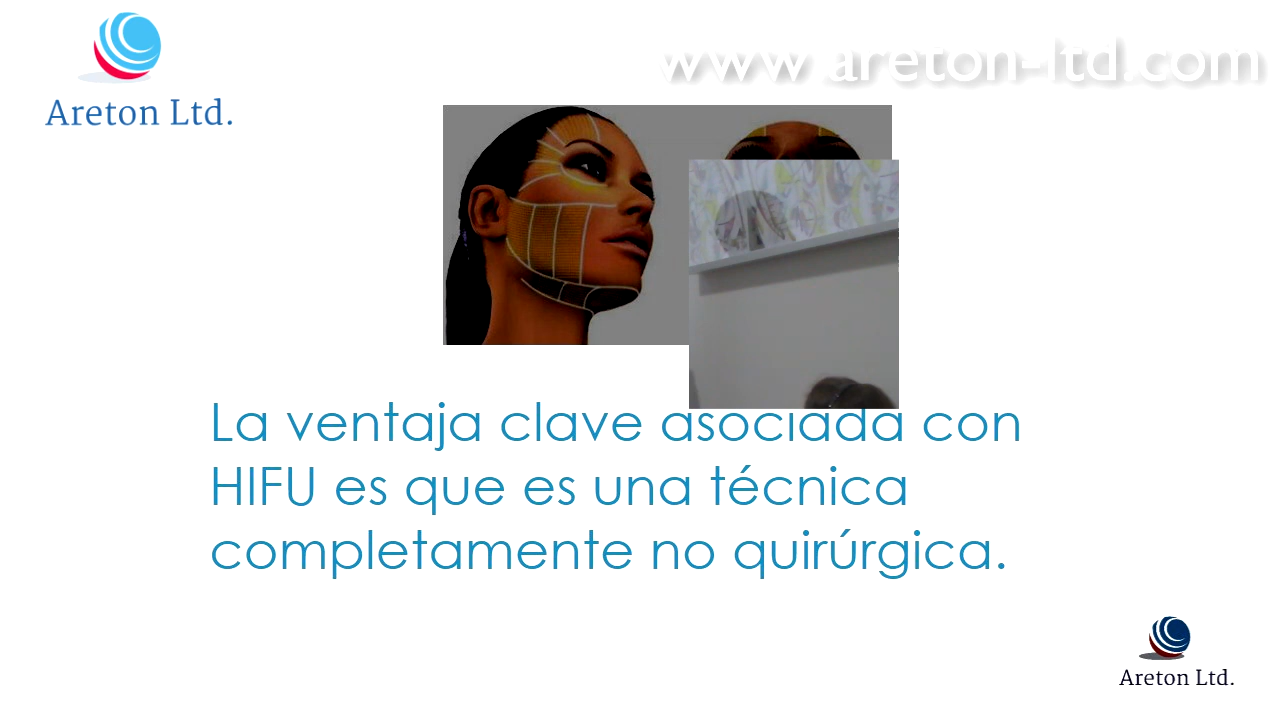 Areton Ltd.
www.areton-ltd.com
La ventaja clave asociada con
HIFU es que es una técnica
completamente no quirúrgica.
Areton Ltd.